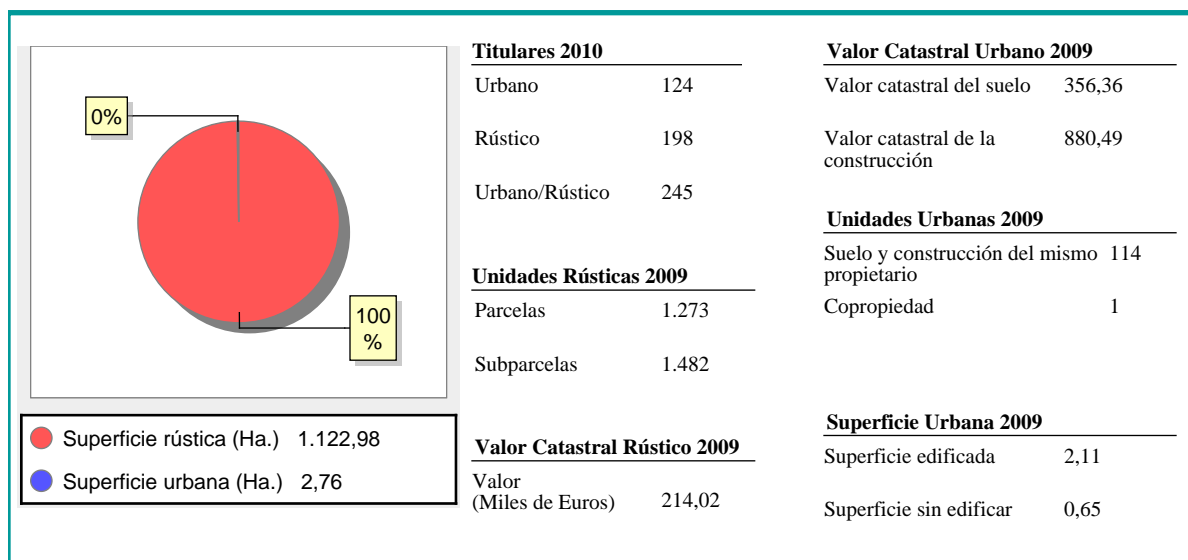 0%
100
%
Superficie rústica (Ha.) 1.122,98
Superficie urbana (Ha.) 2,76
Titulares 2010
Urbano 124
Rústico 198
Urbano/Rústico 245
Unidades Rústicas 2009
Parcelas 1.273
Subparcelas 1.482
Valor Catastral Rústico 2009
Valor
(Miles de Euros) 214,02
Valor Catastral Urbano 2009
Valor catastral del suelo 356,36
Valor catastral de la 880,49
construcción
Unidades Urbanas 2009
Suelo y construcción del mismo 114
propietario
Copropiedad 1
Superficie Urbana 2009
Superficie edificada 2,11
Superficie sin edificar 0,65